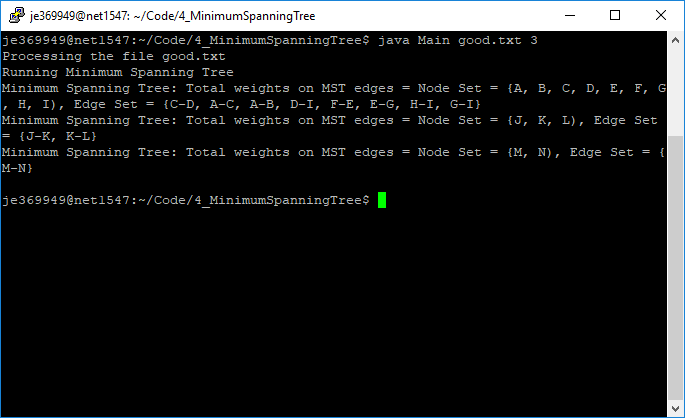 je369949@net1547: ~/Code/4_MinimumSpanningTree
je369949@net1547:~/Code/4_MinimumSpanningTree$ java Main good.txt 3
Processing the file good.txt
Running Minimum Spanning Tree
Minimum Spanning Tree: Total weights on MST edges = Node Set = {A, B, C, D, E, F, G
, H, I), Edge Set = {C-D, A-C, A-B, D-I, F-E, E-G, H-I, G-I}
Minimum Spanning Tree: Total weights on MST edges = Node Set = {J, K, L), Edge Set
= {J-K, K-L}
Minimum Spanning Tree: Total weights on MST edges = Node Set = {M, N), Edge Set = {
M-N}
je369949@net1547:~/Code/4_MinimumSpanningTree$